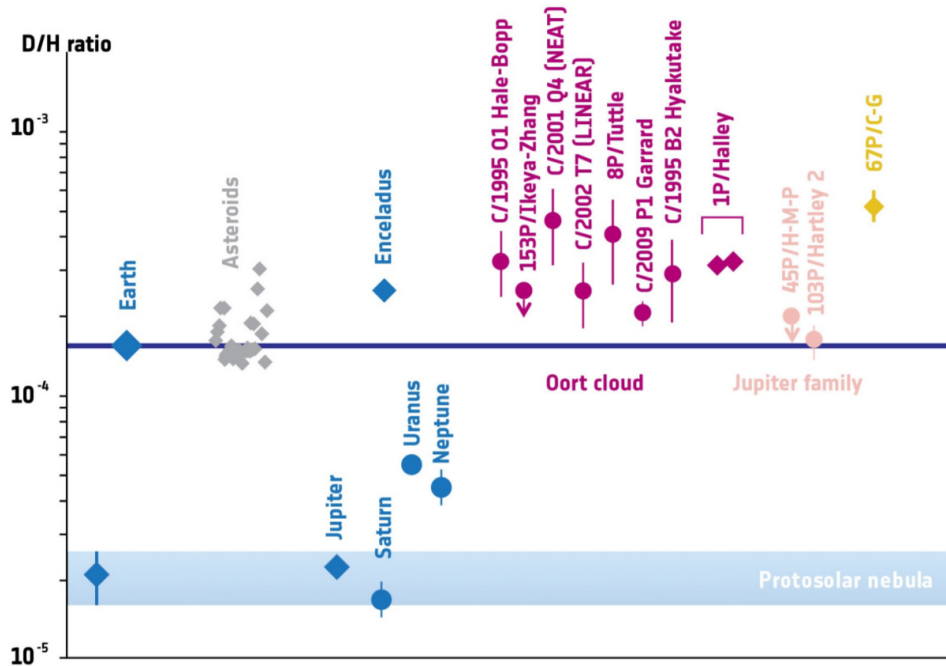 D/H ratio
10⁻³
10⁻⁴
10⁻⁵
Earth
Asteroids
Enceladus
Jupiter
Saturn
Uranus
Neptune
C/1995 O1 Hale-Bopp
153P/Ikeya-Zhang
C/2001 Q4 (NEAT)
C/2002 T7 (LINEAR)
8P/Tuttle
C/2009 P1 Garrard
C/1995 B2 Hyakutake
1P/Halley
45P/H-M-P
103P/Hartley 2
67P/C-G
Oort cloud
Jupiter family
Protosolar nebula